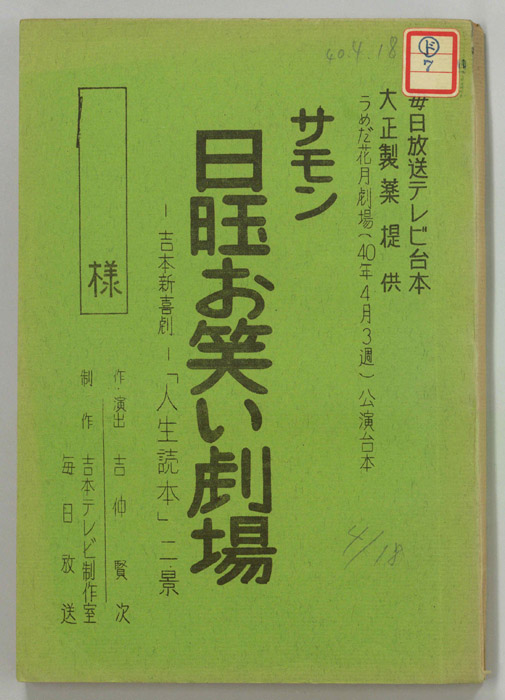 40.4.18
ド
7
毎日放送テレビ台本
大正製薬提供
うめだ花月劇場(40年4月3週)公演台本
サモン
日旺お笑い劇場
－吉本新喜劇－「人生読本」二景
作・演出 吉仲賢次
制作 吉本テレビ制作室
毎日放送
様
4/18